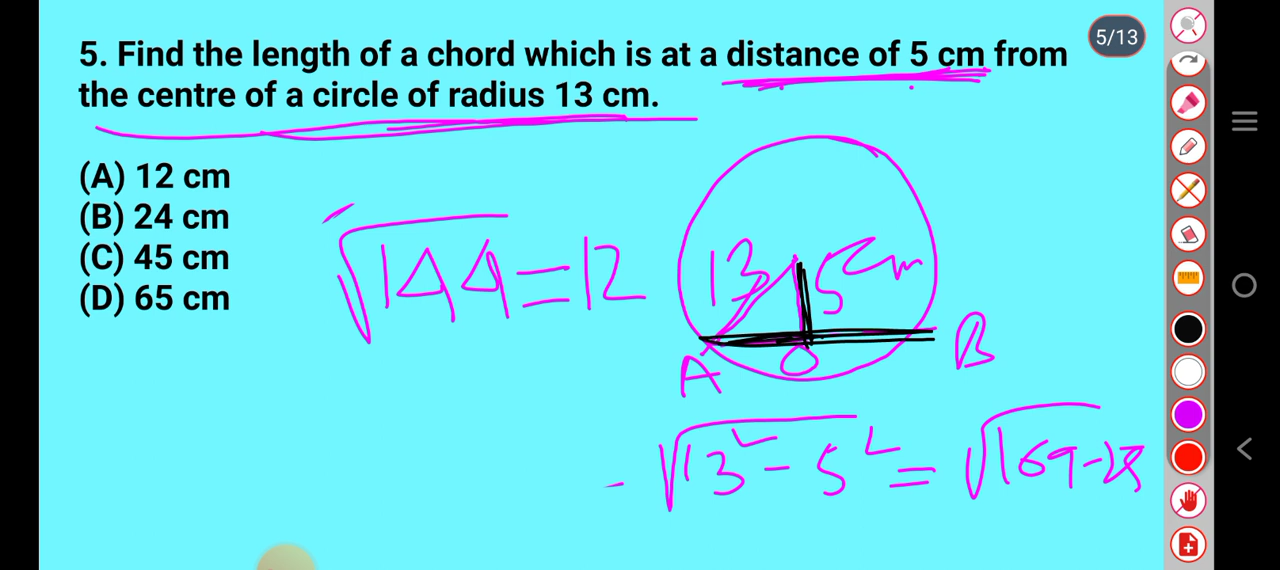 5/13
5. Find the length of a chord which is at a distance of 5 cm from
the centre of a circle of radius 13 cm.
(A) 12 cm
(B) 24 cm
(C) 45 cm
(D) 65 cm
√144 = 12
13 5cm
A O B
- √13² - 5² = √169-25